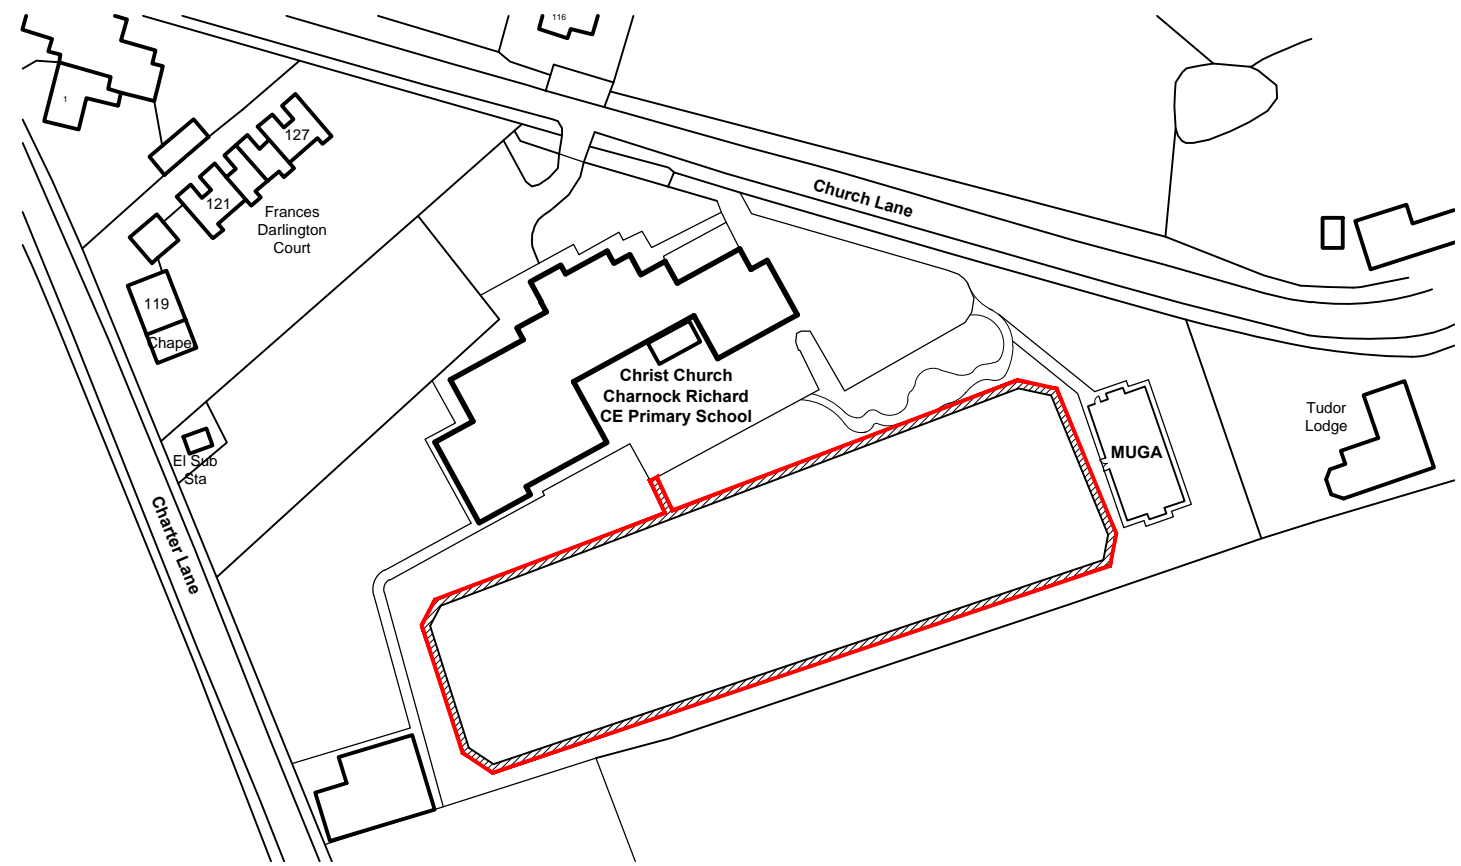 116
1
127
121
Frances
Darlington
Court
Church Lane
119
Chape
Christ Church
Charnock Richard
CE Primary School
Tudor
Lodge
MUGA
El Sub
Sta
Charter Lane